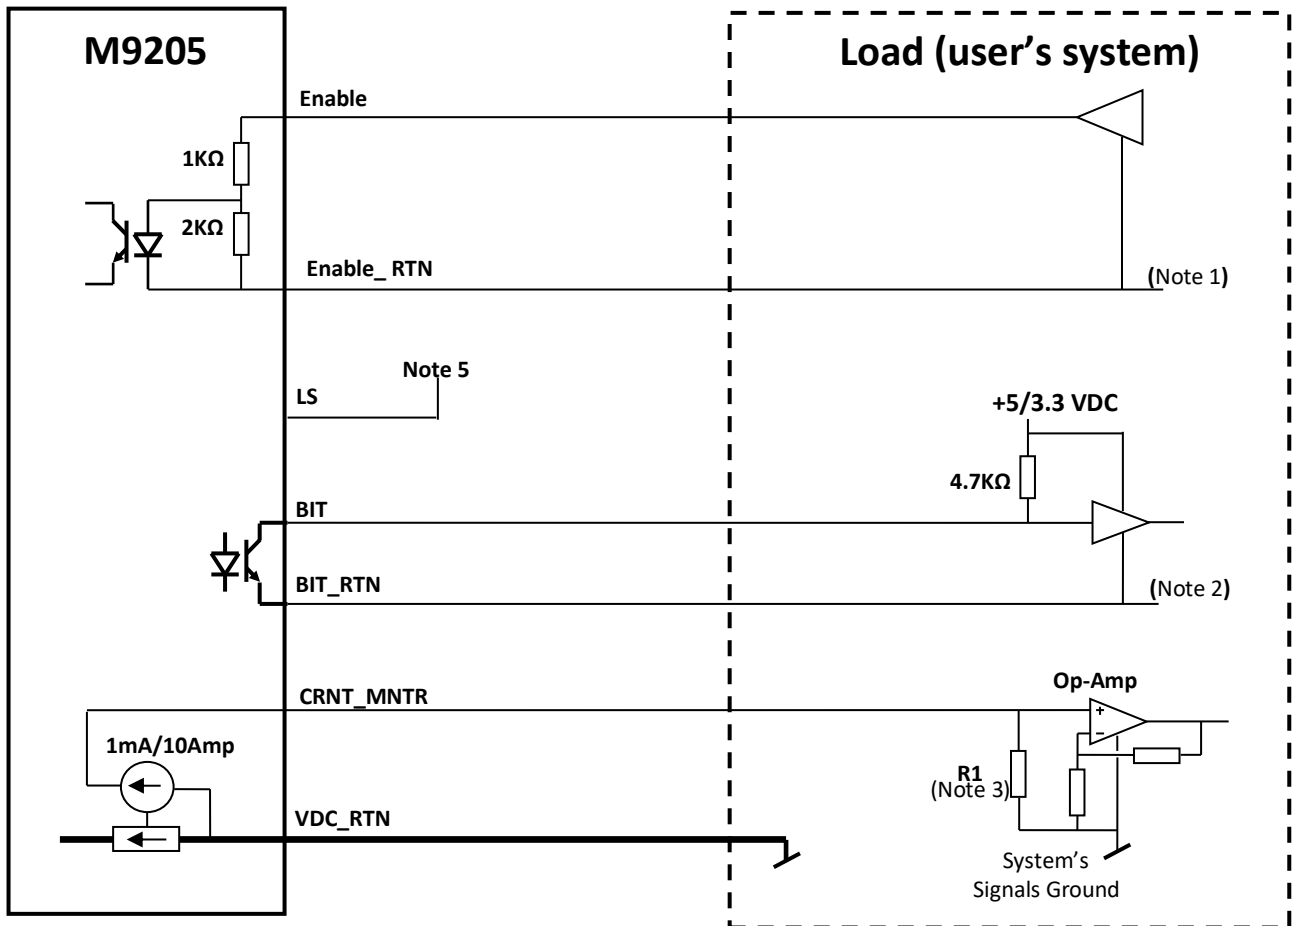 M9205
Load (user's system)
Enable
1KΩ
2KΩ
Enable_ RTN
(Note 1)
Note 5
LS
+5/3.3 VDC
4.7KΩ
BIT
BIT_RTN
(Note 2)
CRNT_MNTR
Op-Amp
+
−
1mA/10Amp
R1
(Note 3)
VDC_RTN
System's
Signals Ground